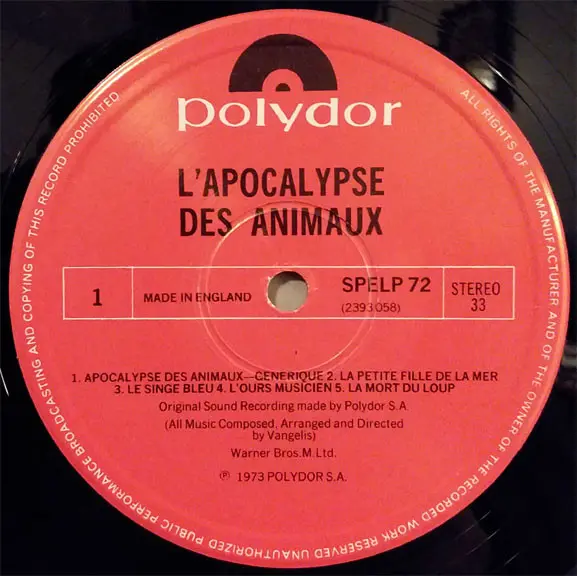 polydor
L'APOCALYPSE
DES ANIMAUX
1
MADE IN ENGLAND
SPELP 72
(2393 058)
STEREO
33
1. APOCALYPSE DES ANIMAUX—GENERIQUE 2. LA PETITE FILLE DE LA MER
3. LE SINGE BLEU 4. L'OURS MUSICIEN 5. LA MORT DU LOUP
Original Sound Recording made by Polydor S.A
(All Music Composed, Arranged and Directed
by Vangelis)
Warner Bros.M.Ltd.
℗ 1973 POLYDOR S.A.
ALL RIGHTS OF THE MANUFACTURER AND OF THE OWNER OF THE RECORDED WORK RESERVED UNAUTHORIZED PUBLIC PERFORMANCE BROADCASTING AND COPYING OF THIS RECORD PROHIBITED